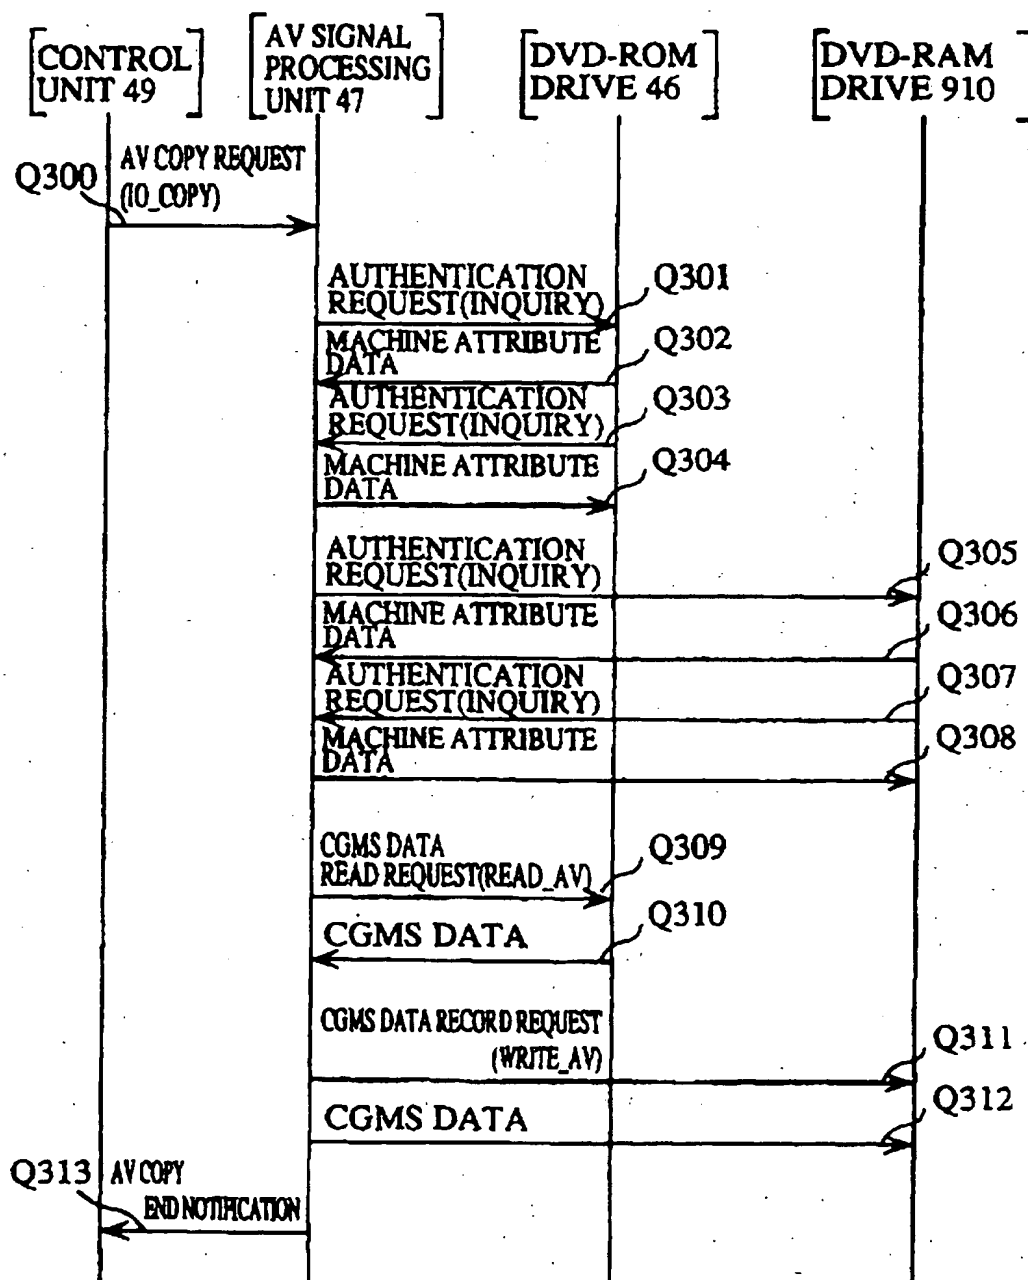 CONTROL
UNIT 49
AV SIGNAL
PROCESSING
UNIT 47
DVD-ROM
DRIVE 46
DVD-RAM
DRIVE 910
Q300
AV COPY REQUEST
(IO_COPY)
AUTHENTICATION
REQUEST(INQUIRY)
Q301
MACHINE ATTRIBUTE
DATA
Q302
AUTHENTICATION
REQUEST(INQUIRY)
Q303
MACHINE ATTRIBUTE
DATA
Q304
AUTHENTICATION
REQUEST(INQUIRY)
Q305
MACHINE ATTRIBUTE
DATA
Q306
AUTHENTICATION
REQUEST(INQUIRY)
Q307
MACHINE ATTRIBUTE
DATA
Q308
CGMS DATA
READ REQUEST(READ_AV)
Q309
CGMS DATA
Q310
CGMS DATA RECORD REQUEST
(WRITE_AV)
Q311
CGMS DATA
Q312
Q313
AV COPY
END NOTIFICATION